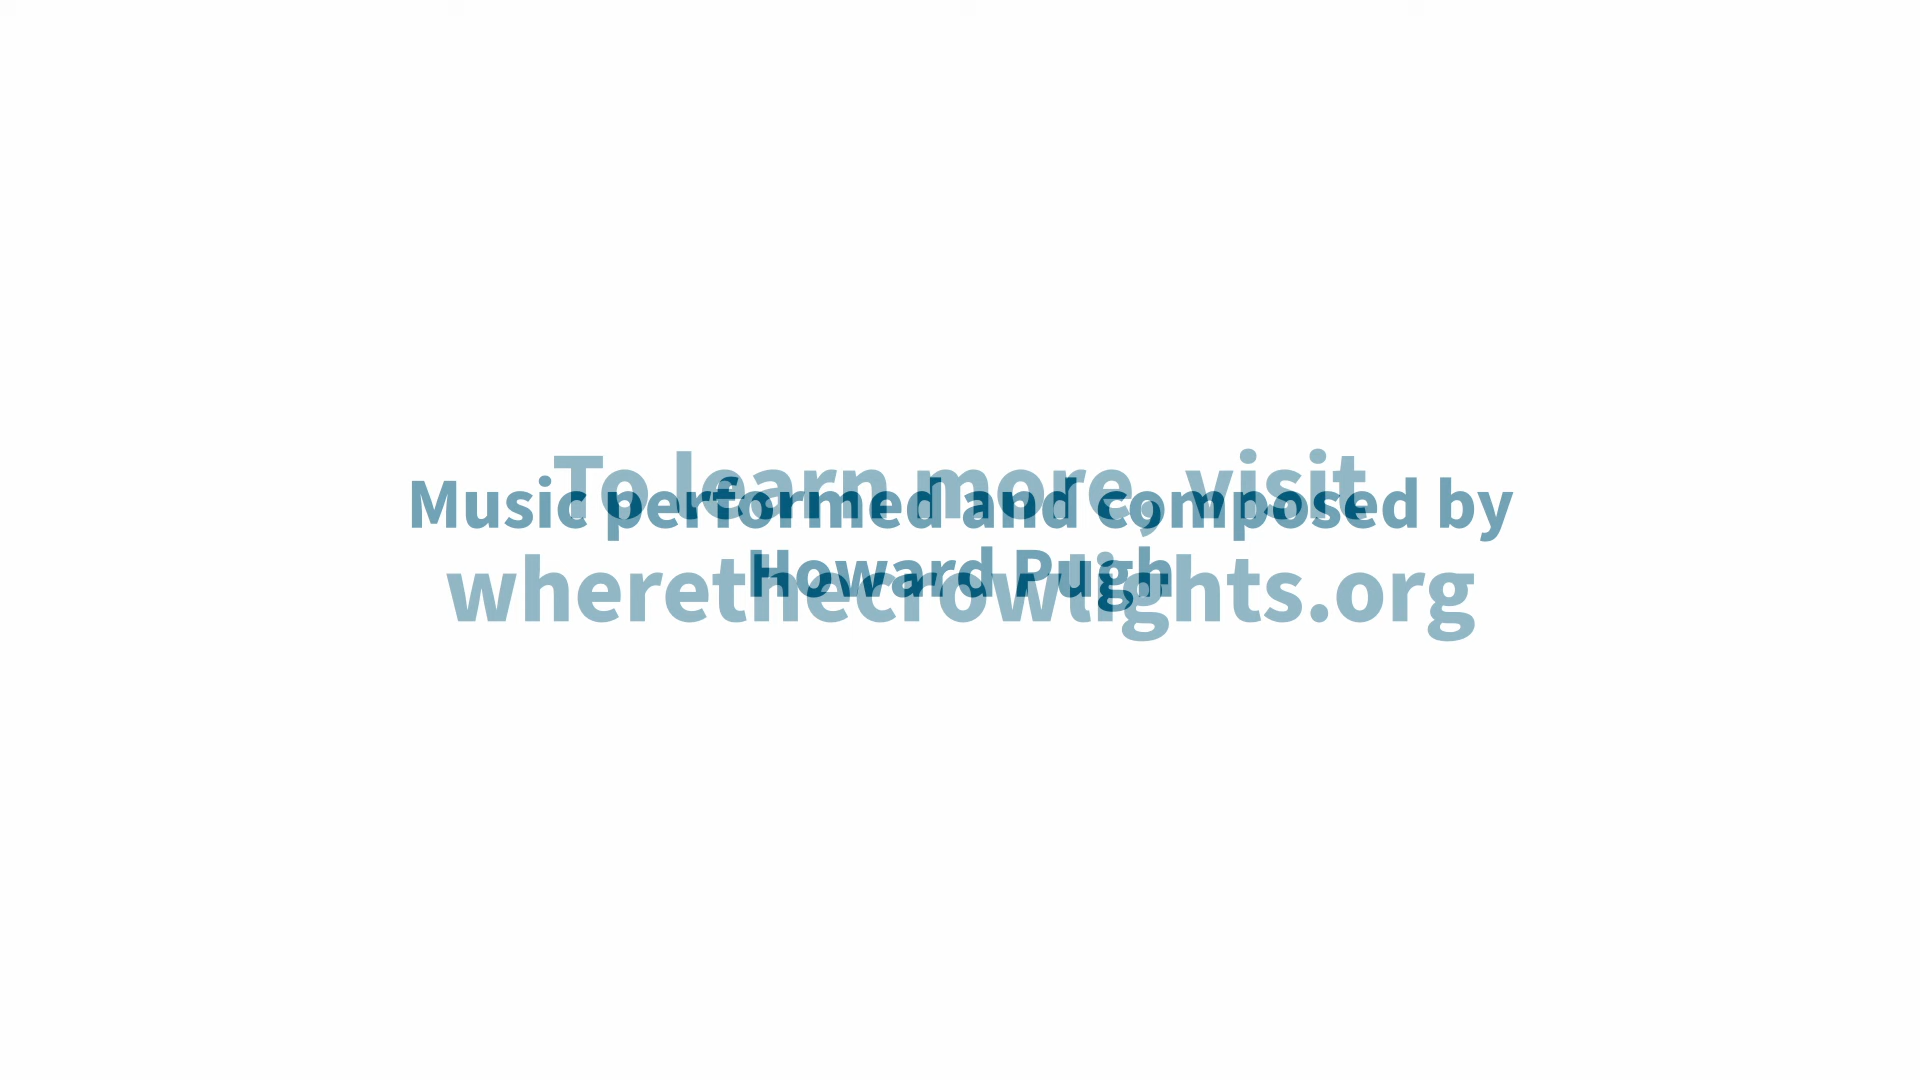 To learn more, visit
wherethecrowlights.org
Music performed and composed by
Howard Pugh